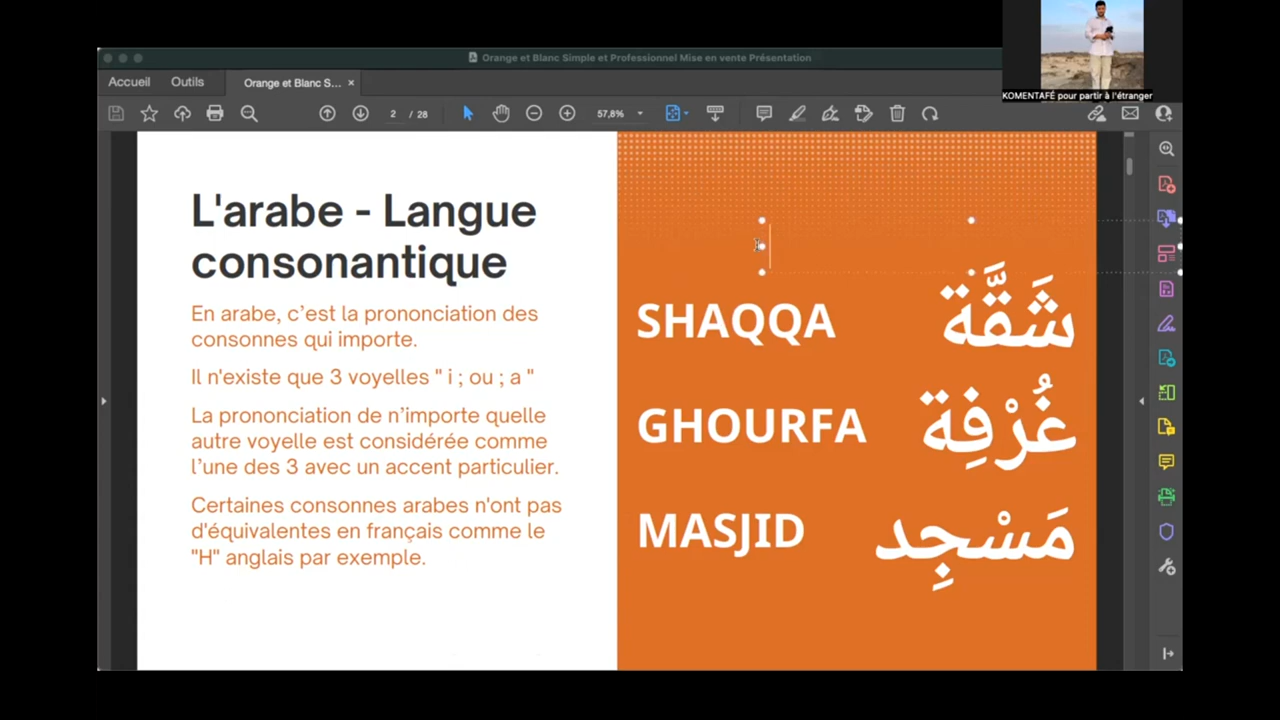 KOMENTAFÉ pour partir à l'étranger
Orange et Blanc Simple et Professionnel Mise en vente Présentation
Accueil Outils Orange et Blanc S... ×
2 / 28 57,8%
L'arabe - Langue
consonantique
En arabe, c’est la prononciation des
consonnes qui importe.
Il n'existe que 3 voyelles " i ; ou ; a "
La prononciation de n’importe quelle
autre voyelle est considérée comme
l’une des 3 avec un accent particulier.
Certaines consonnes arabes n'ont pas
d'équivalentes en français comme le
"H" anglais par exemple.
SHAQQA شَقَّة
GHOURFA غُرْفِة
MASJID مَسْجِد